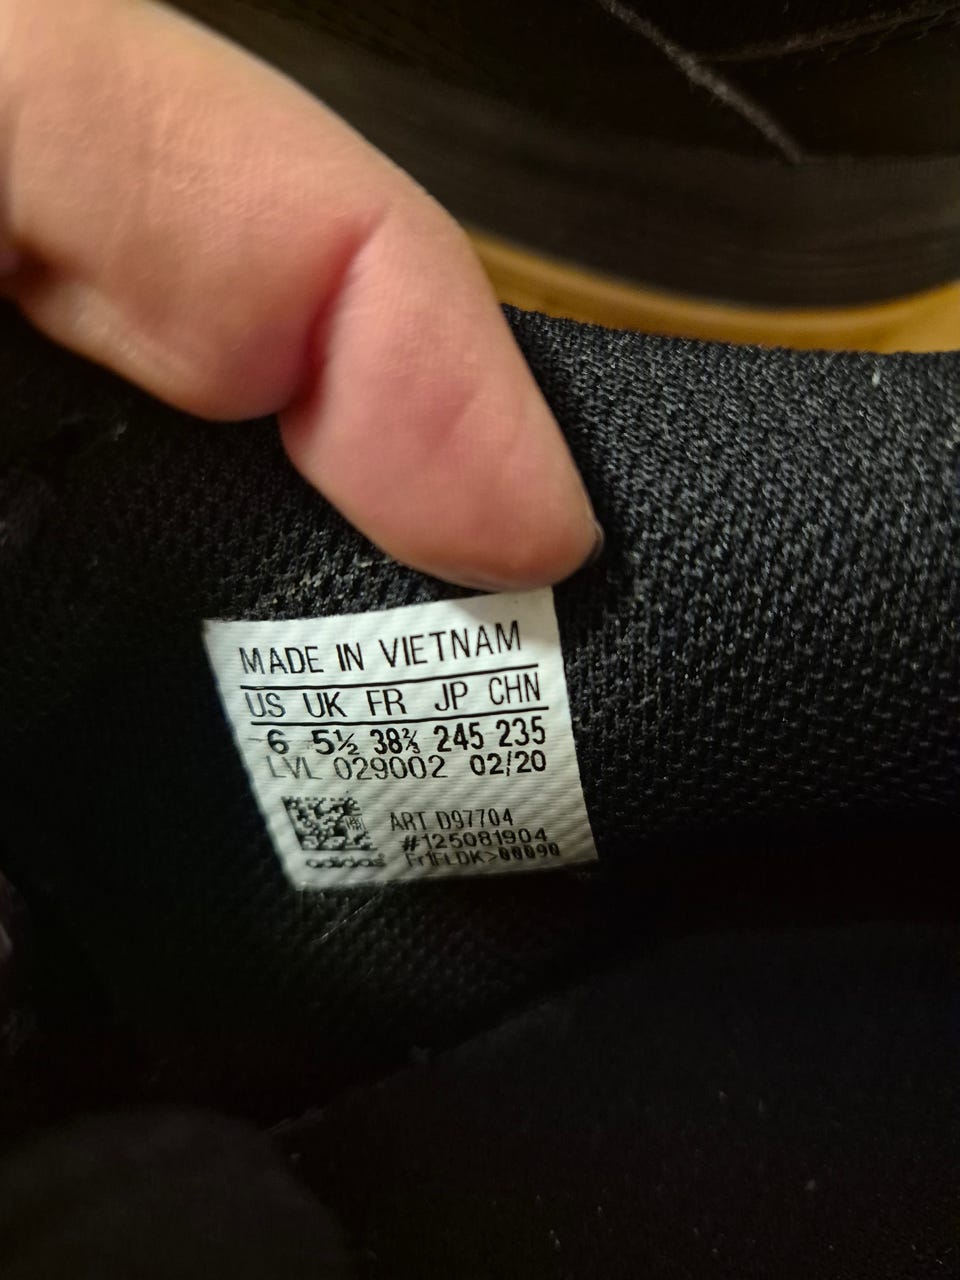 MADE IN VIETNAM
US UK FR JP CHN
6 5½ 38⅔ 245 235
LVL 029002 02/20
ART D97704
#125081904
adidas